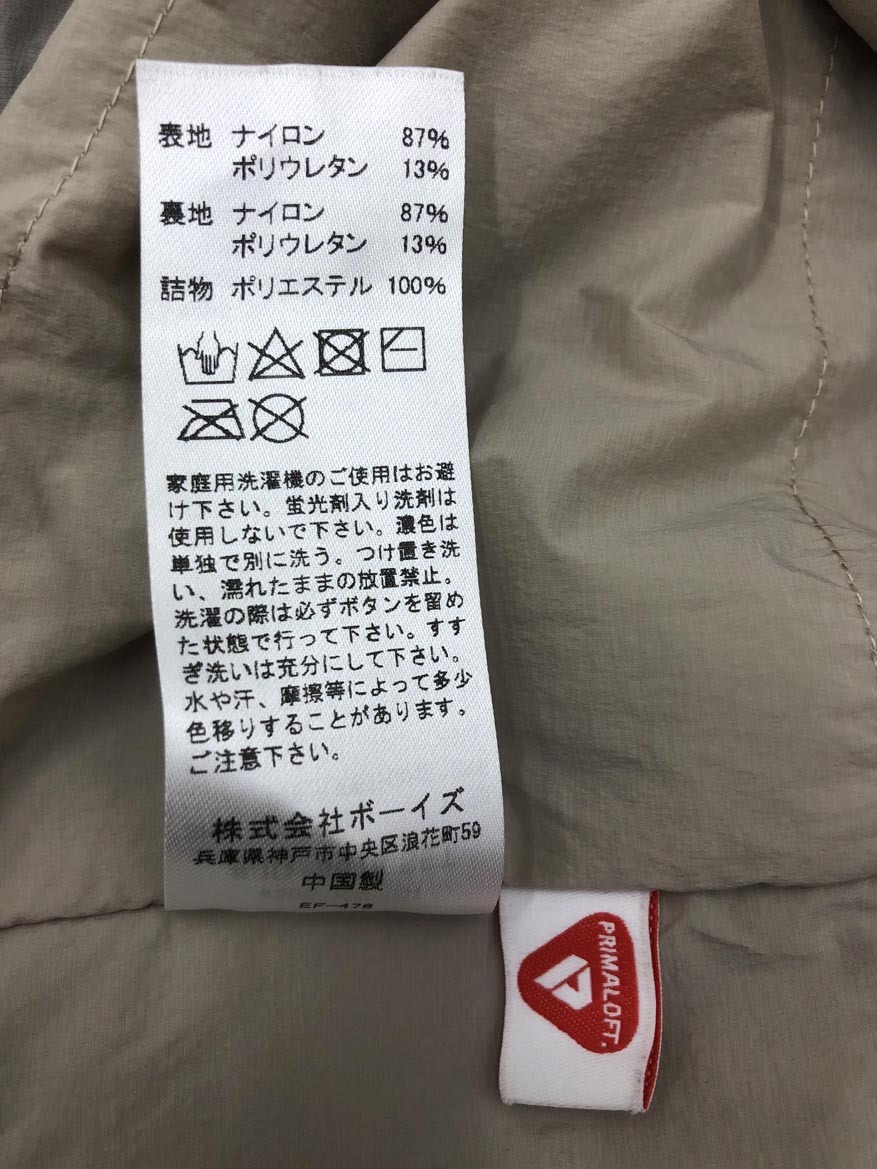 表地 ナイロン 87%
ポリウレタン 13%
裏地 ナイロン 87%
ポリウレタン 13%
詰物 ポリエステル 100%
家庭用洗濯機のご使用はお避
け下さい。蛍光剤入り洗剤は
使用しないで下さい。濃色は
単独で別に洗う。つけ置き洗
い、濡れたままの放置禁止。
洗濯の際は必ずボタンを留め
た状態で行って下さい。すす
ぎ洗いは充分にして下さい。
水や汗、摩擦等によって多少
色移りすることがあります。
ご注意下さい。
株式会社ボーイズ
兵庫県神戸市中央区浪花町59
中国製
EF-476
PRIMALOFT.